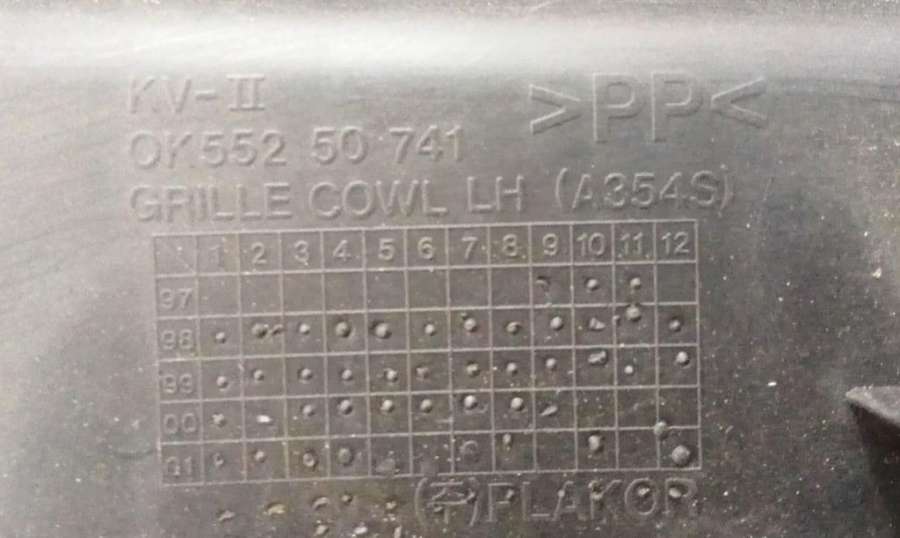 KV-Ⅱ
>PP<
OK552 50 741
GRILLE COWL LH (A354S)
1 2 3 4 5 6 7 8 9 10 11 12
97
98
99
00
01
(주)PLAKOR